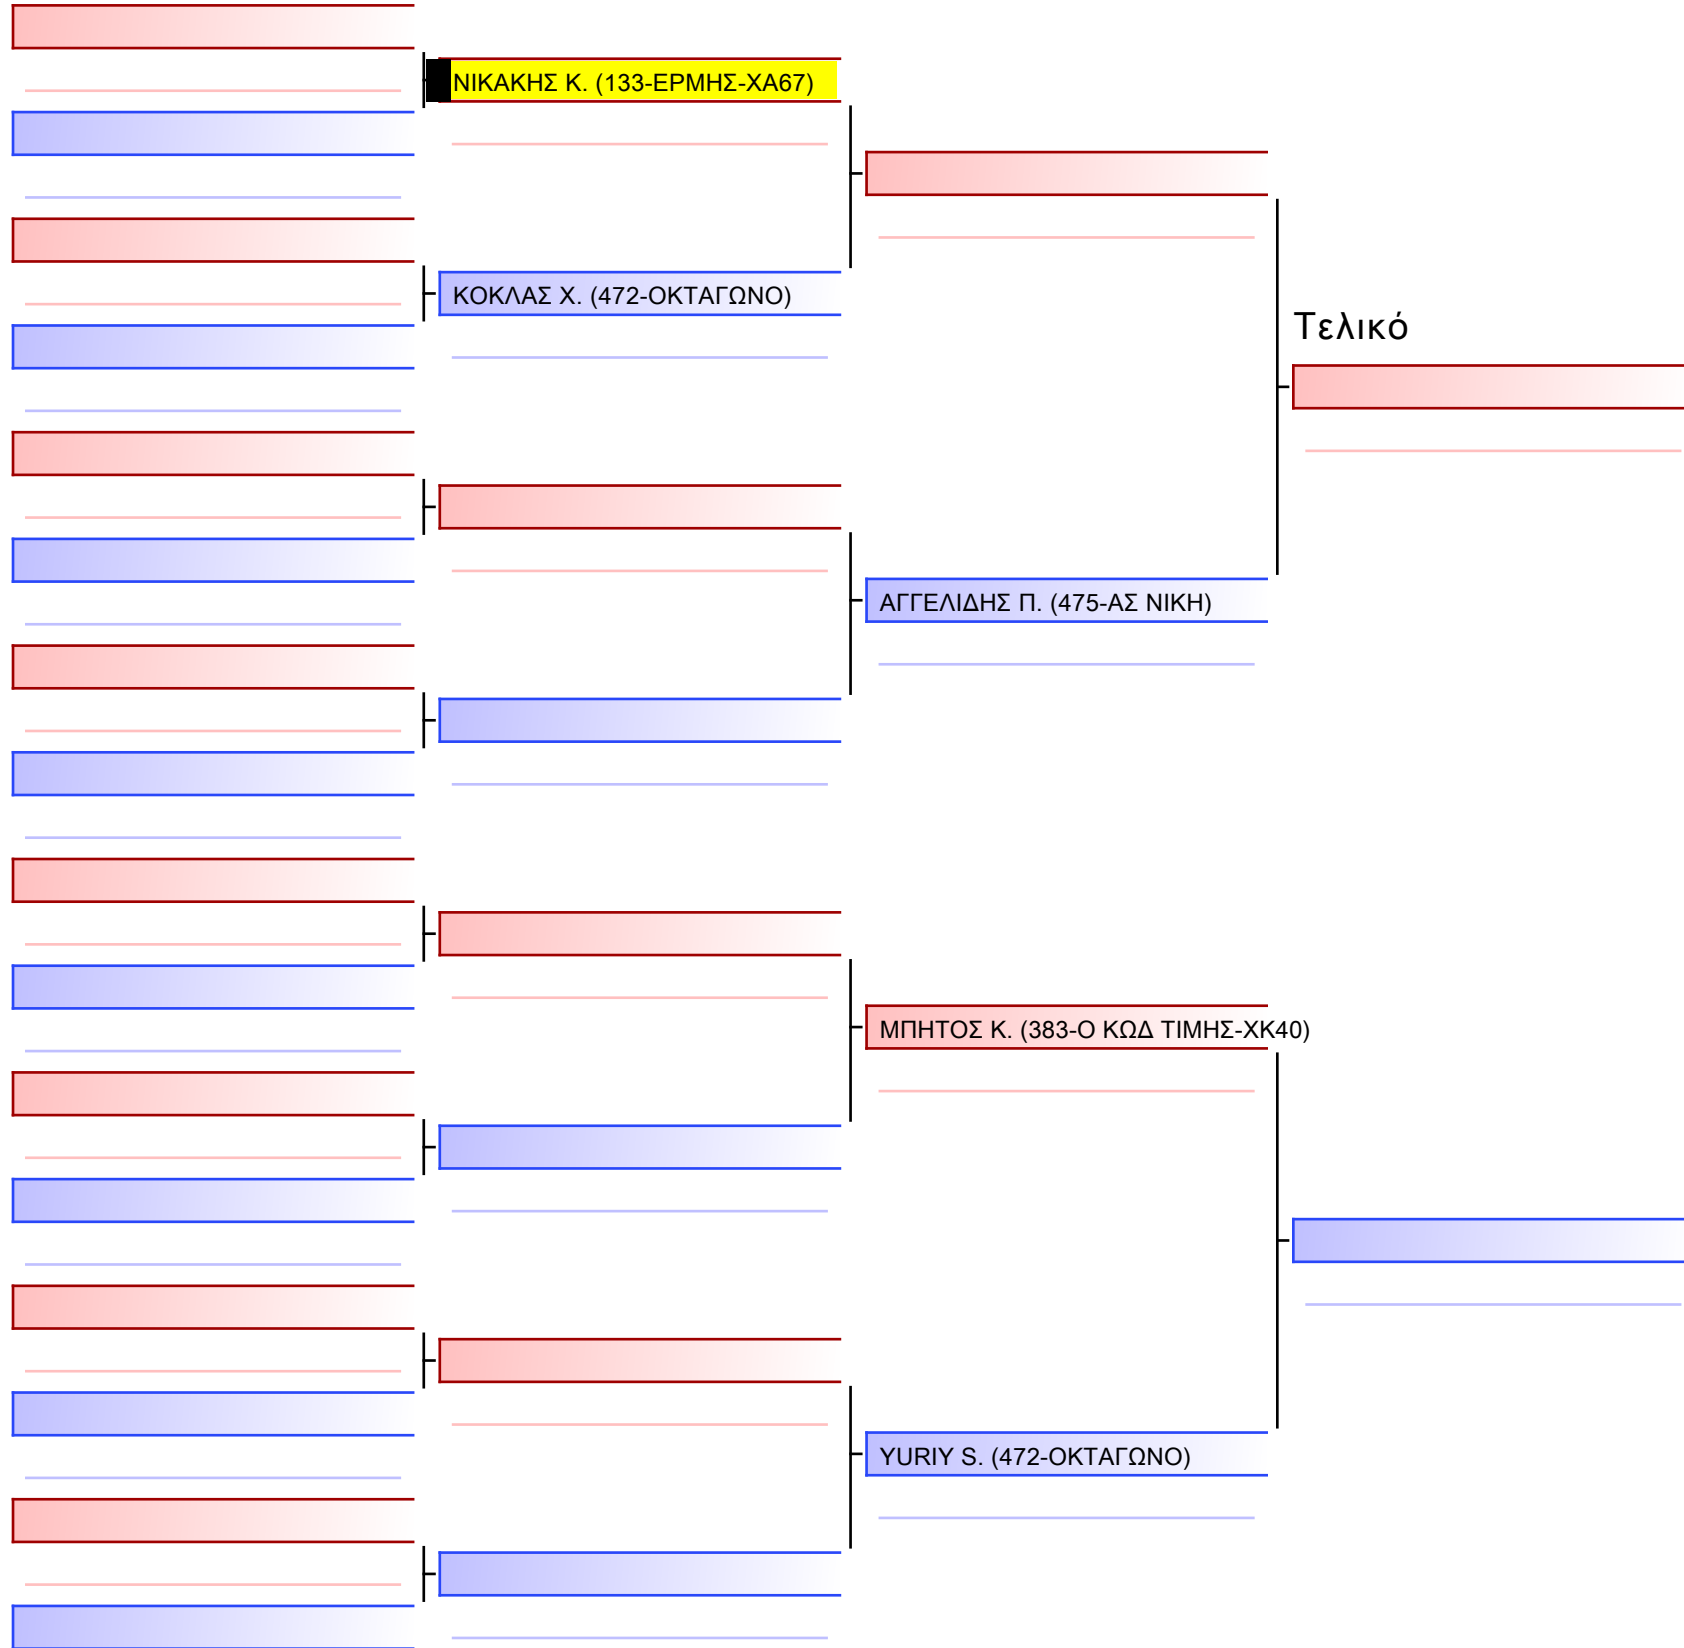 ΝΙΚΑΚΗΣ Κ. (133-ΕΡΜΗΣ-ΧΑ67)
ΚΟΚΛΑΣ Χ. (472-ΟΚΤΑΓΩΝΟ)
Τελικό
ΑΓΓΕΛΙΔΗΣ Π. (475-ΑΣ ΝΙΚΗ)
ΜΠΗΤΟΣ Κ. (383-Ο ΚΩΔ ΤΙΜΗΣ-ΧΚ40)
YURIY S. (472-ΟΚΤΑΓΩΝΟ)